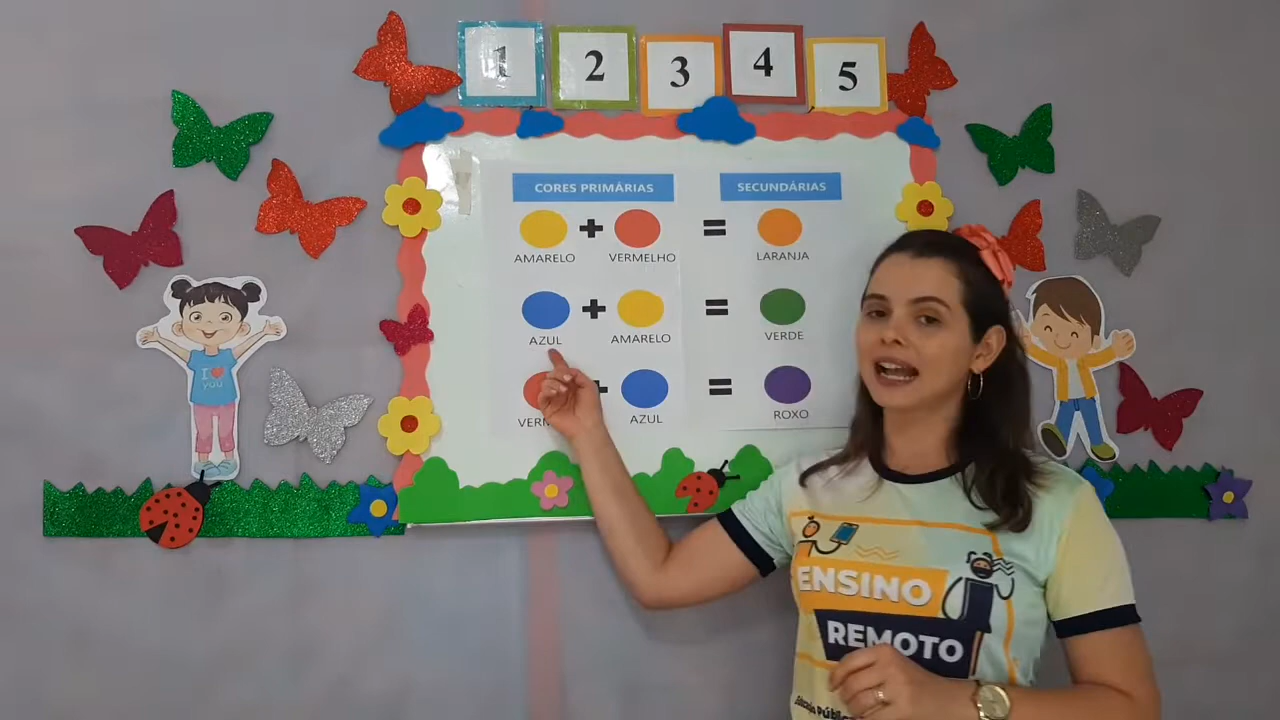 1 2 3 4 5
CORES PRIMÁRIAS SECUNDÁRIAS
+ =
AMARELO VERMELHO LARANJA
+ =
AZUL AMARELO VERDE
+ =
AZUL ROXO
I
you
ENSINO
REMOTO